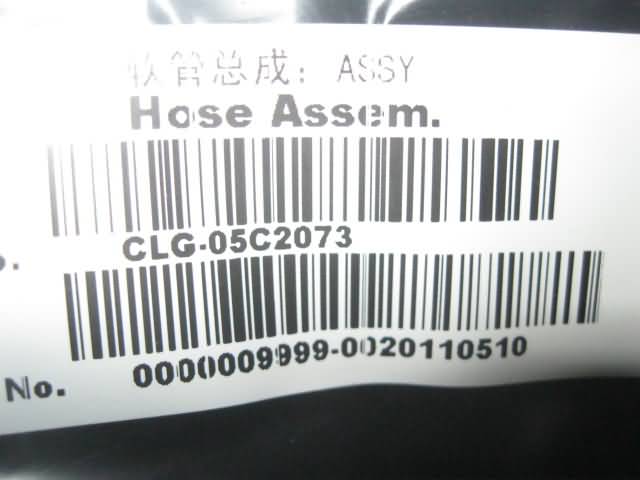 软管总成: ASSY
Hose Assem.
CLG-05C2073
No. 0000009999-0020110510